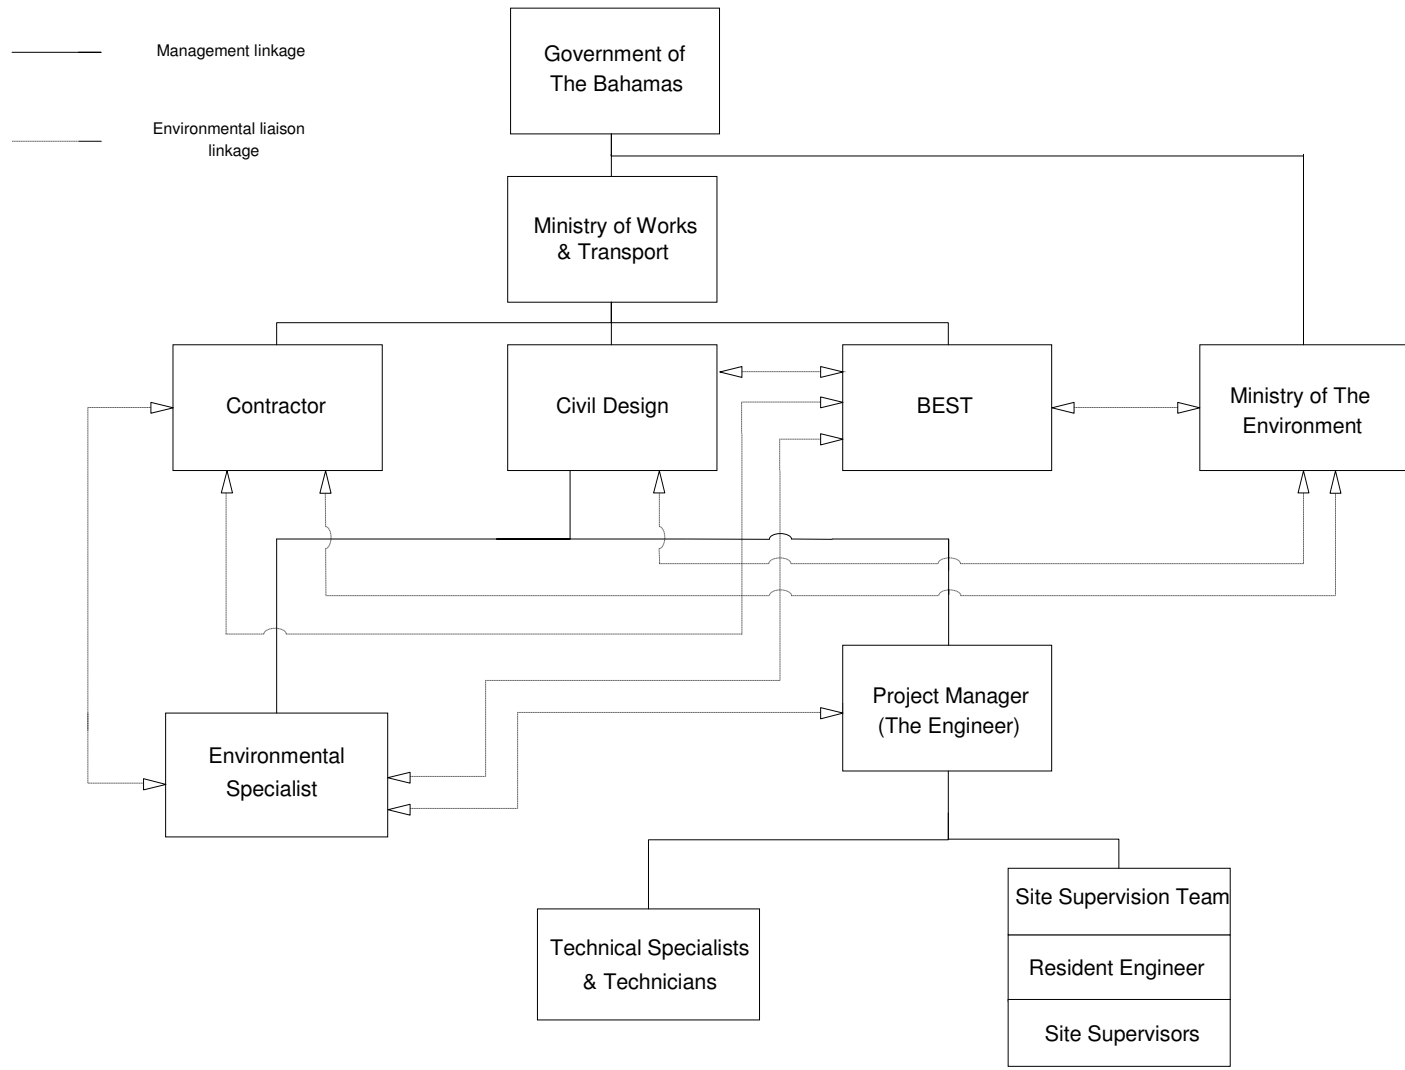 Management linkage
Environmental liaison
linkage
Government of
The Bahamas
Ministry of Works
& Transport
Contractor
Civil Design
BEST
Ministry of The
Environment
Project Manager
(The Engineer)
Environmental
Specialist
Technical Specialists
& Technicians
Site Supervision Team
Resident Engineer
Site Supervisors